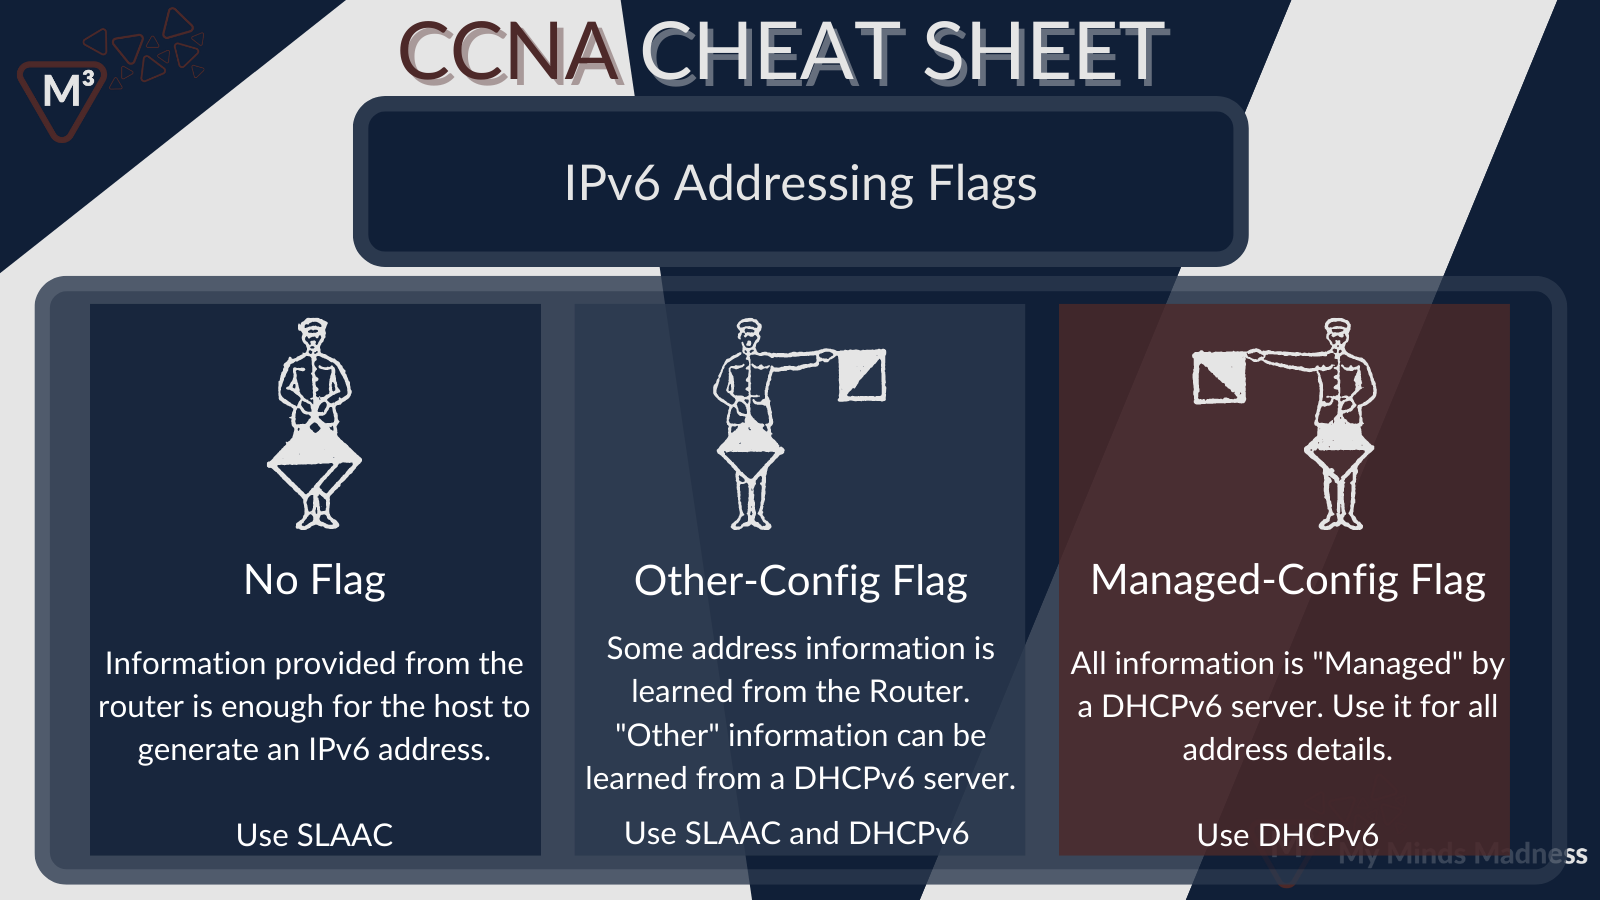 M³
CCNA CHEAT SHEET
IPv6 Addressing Flags
No Flag
Information provided from the
router is enough for the host to
generate an IPv6 address.
Use SLAAC
Other-Config Flag
Some address information is
learned from the Router.
"Other" information can be
learned from a DHCPv6 server.
Use SLAAC and DHCPv6
Managed-Config Flag
All information is "Managed" by
a DHCPv6 server. Use it for all
address details.
Use DHCPv6
My Minds Madness